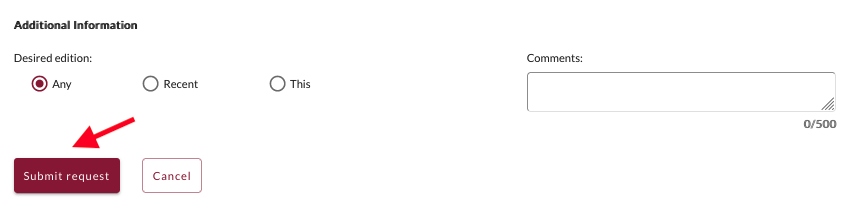 Additional Information
Desired edition:
Any Recent This
Comments:
0/500
Submit request Cancel